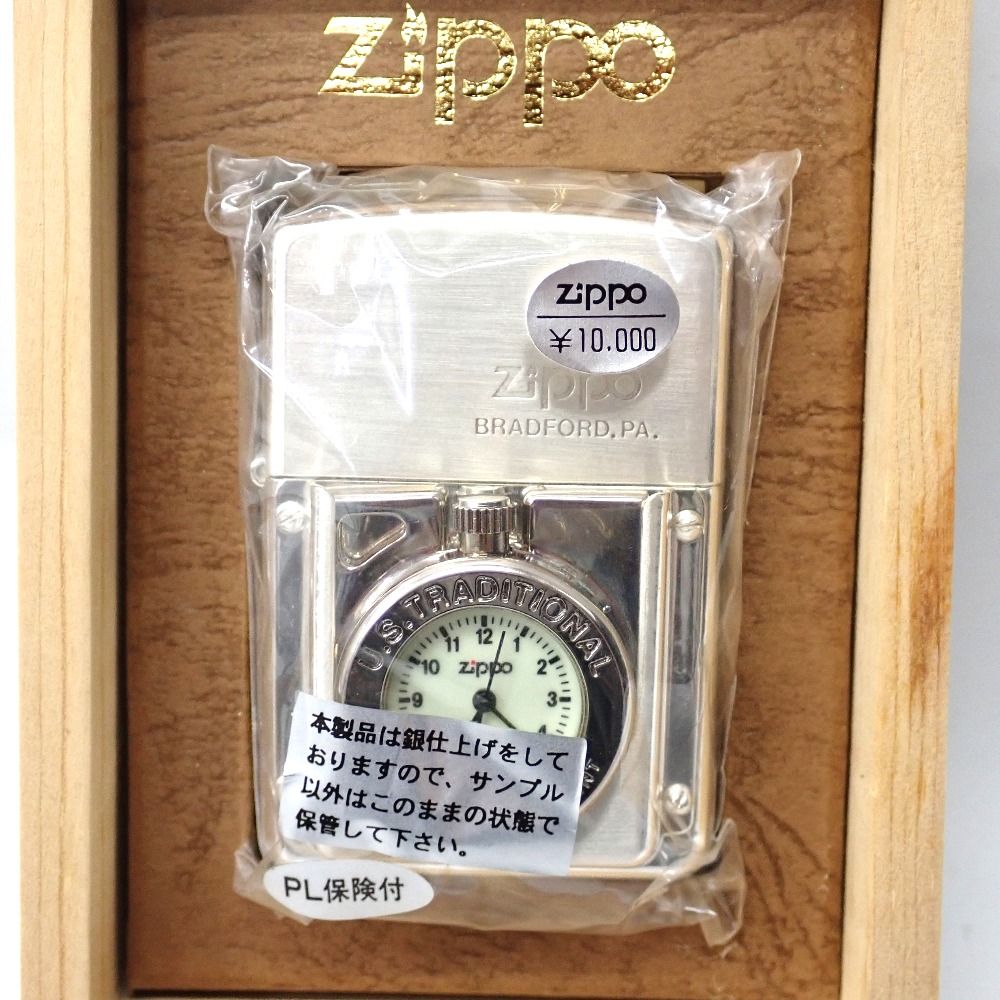 Zippo
Zippo
¥10.000
Zippo
BRADFORD.PA.
U.S. TRADITIONAL
11 12 1
10 2
9 3
4
Zippo
本製品は銀仕上げをして
おりますので、サンプル
以外はこのままの状態で
保管して下さい。
PL保険付